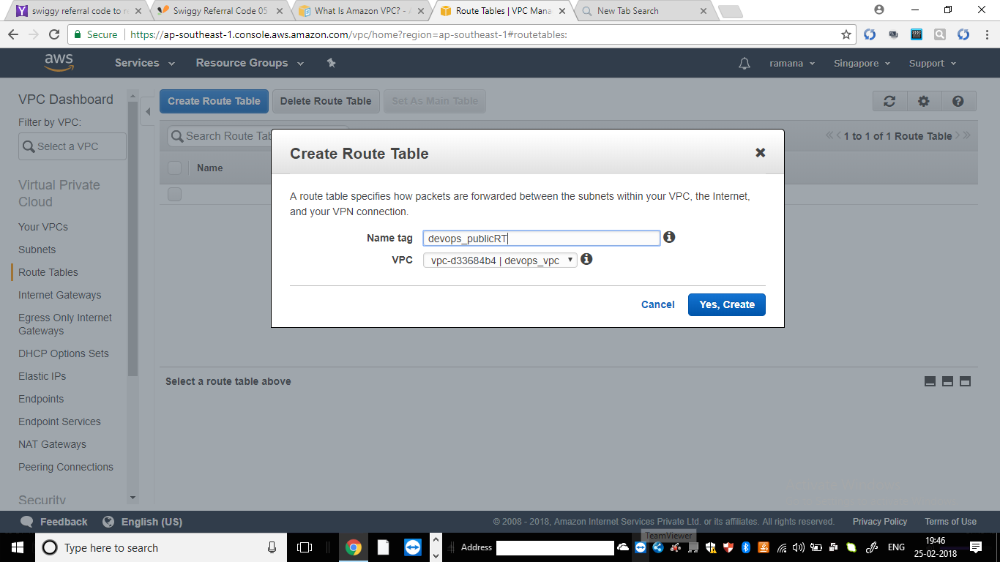 swiggy referral code to r
Swiggy Referral Code 05
What Is Amazon VPC? - A
Route Tables | VPC Mana
New Tab Search
Secure
https://ap-southeast-1.console.aws.amazon.com/vpc/home?region=ap-southeast-1#routetables:
aws
Services
Resource Groups
ramana
Singapore
Support
VPC Dashboard
Filter by VPC:
Select a VPC
Virtual Private
Cloud
Your VPCs
Subnets
Route Tables
Internet Gateways
Egress Only Internet
Gateways
DHCP Options Sets
Elastic IPs
Endpoints
Endpoint Services
NAT Gateways
Peering Connections
Security
Create Route Table
Delete Route Table
Set As Main Table
Search Route Tab
1 to 1 of 1 Route Table
Name
Create Route Table
A route table specifies how packets are forwarded between the subnets within your VPC, the Internet,
and your VPN connection.
Name tag
devops_publicRT
VPC
vpc-d33684b4 | devops_vpc
Cancel
Yes, Create
Select a route table above
Feedback
English (US)
© 2008 - 2018, Amazon Internet Services Private Ltd. or its affiliates. All rights reserved.
Privacy Policy
Terms of Use
TeamViewer
Type here to search
Address
ENG
19:46
25-02-2018